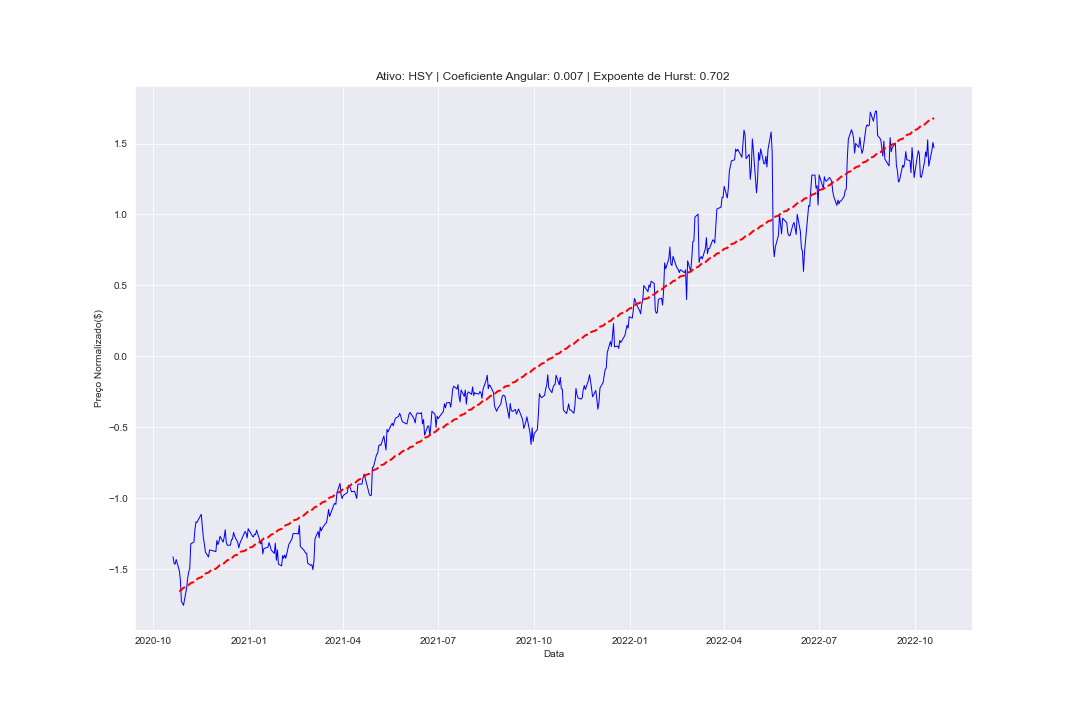 Ativo: HSY | Coeficiente Angular: 0.007 | Expoente de Hurst: 0.702
1.5
1.0
0.5
0.0
−0.5
−1.0
−1.5
Preço Normalizado($)
2020-10 2021-01 2021-04 2021-07 2021-10 2022-01 2022-04 2022-07 2022-10
Data